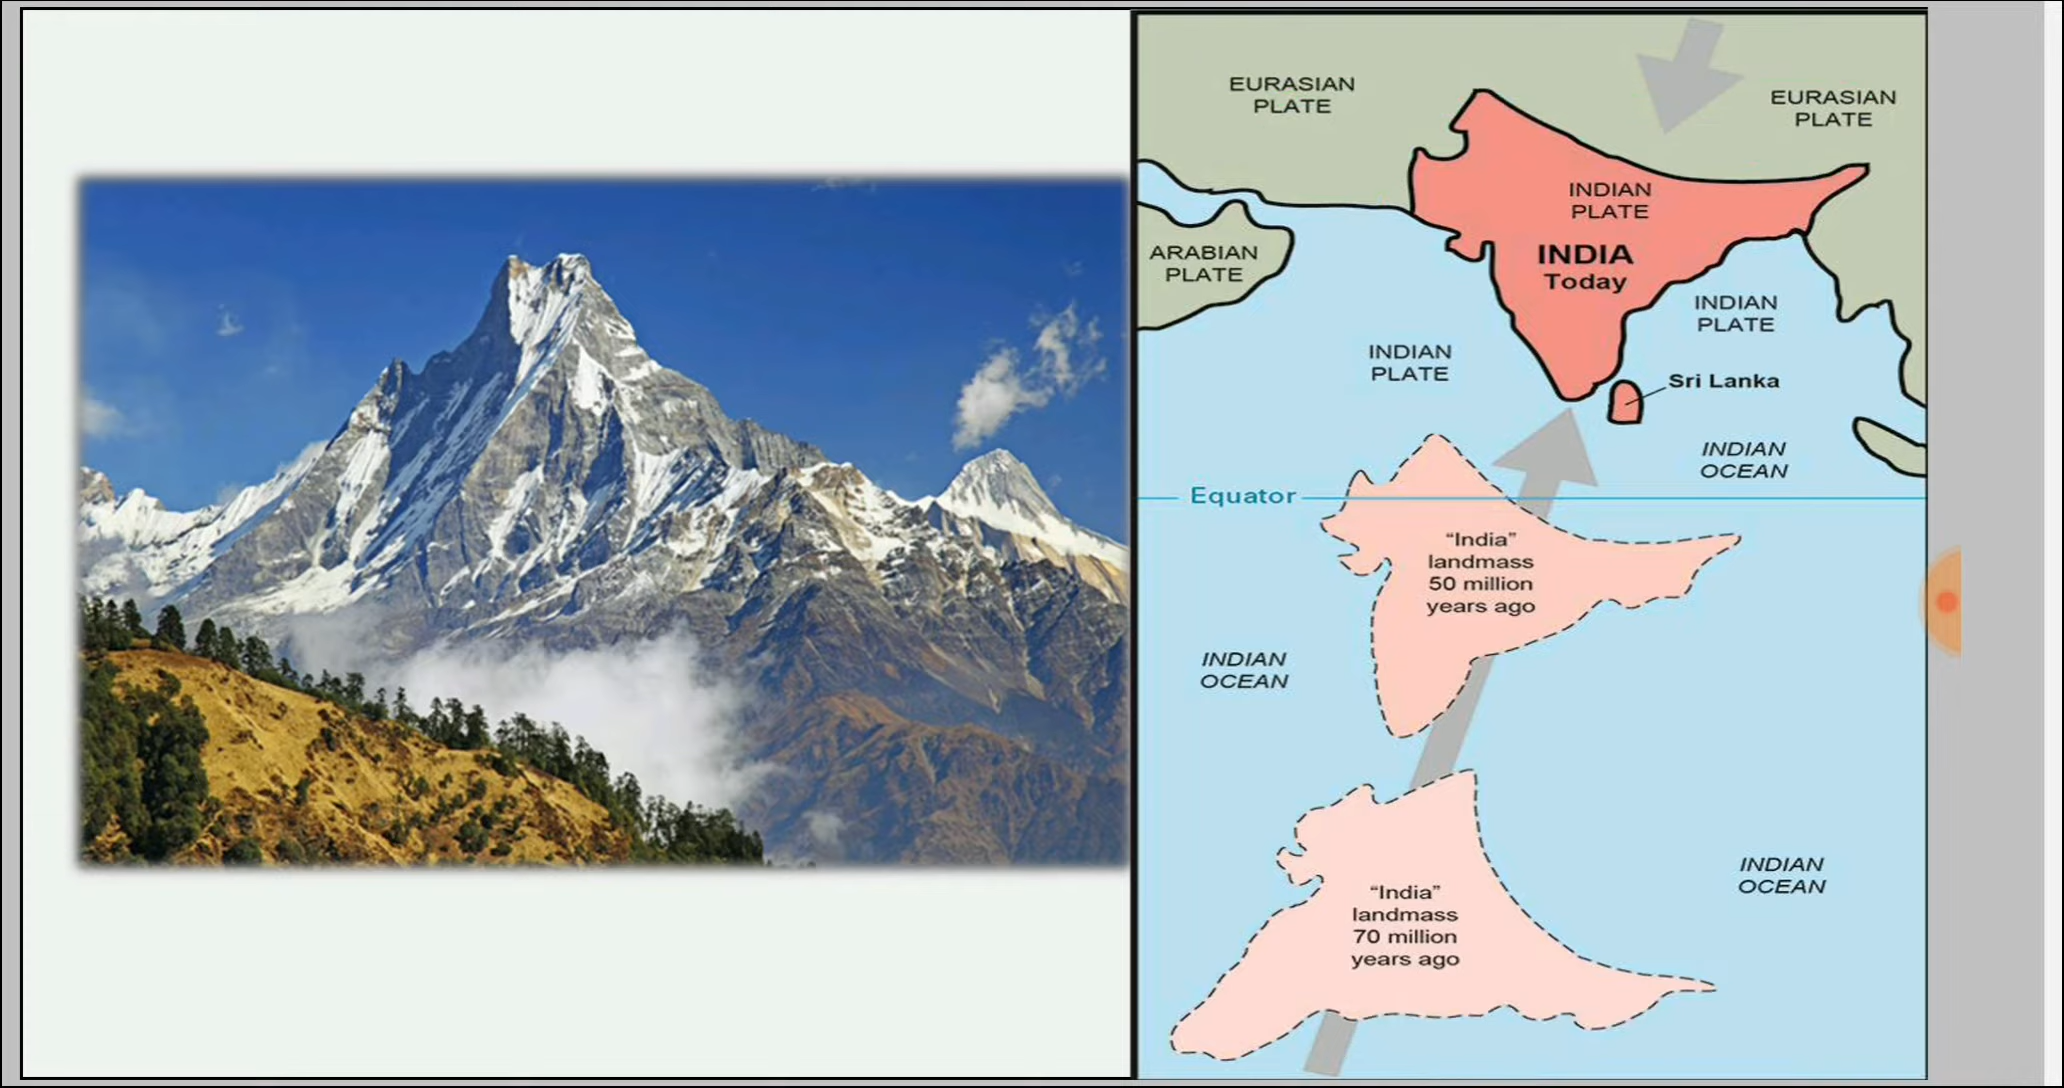 EURASIAN
PLATE
EURASIAN
PLATE
INDIAN
PLATE
INDIA
Today
ARABIAN
PLATE
INDIAN
PLATE
INDIAN
PLATE
Sri Lanka
INDIAN
OCEAN
Equator
“India”
landmass
50 million
years ago
INDIAN
OCEAN
“India”
landmass
70 million
years ago
INDIAN
OCEAN